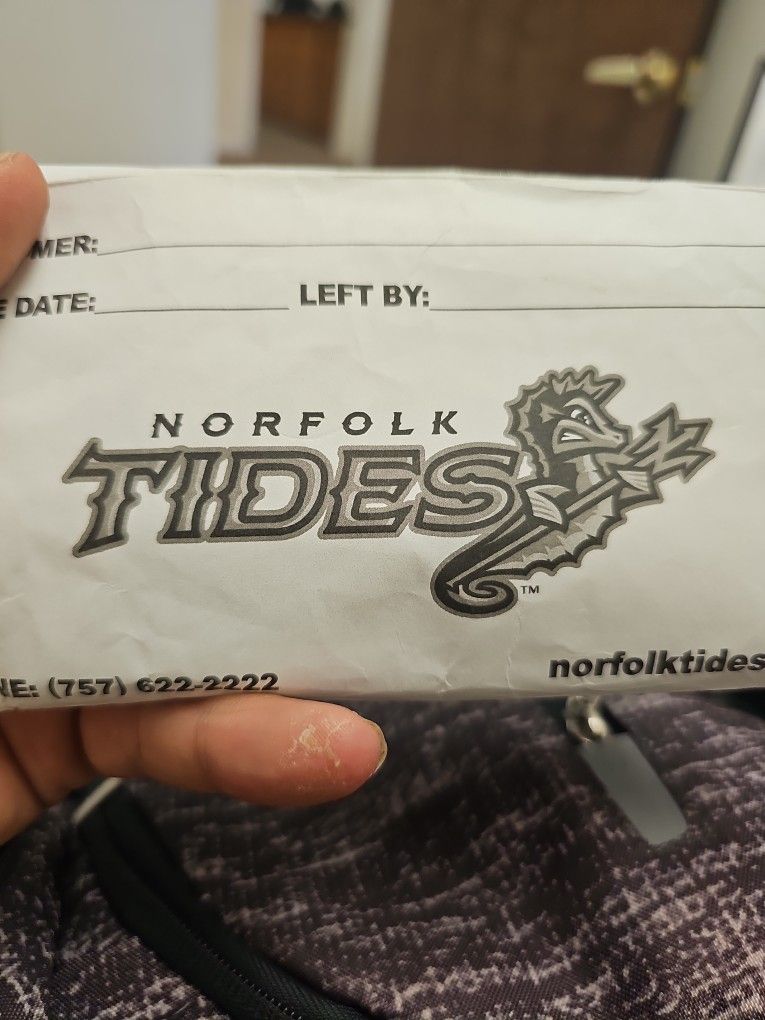 MER:
DATE: LEFT BY:
NORFOLK
TIDES
N
TM
NE: (757) 622-2222 norfolktides